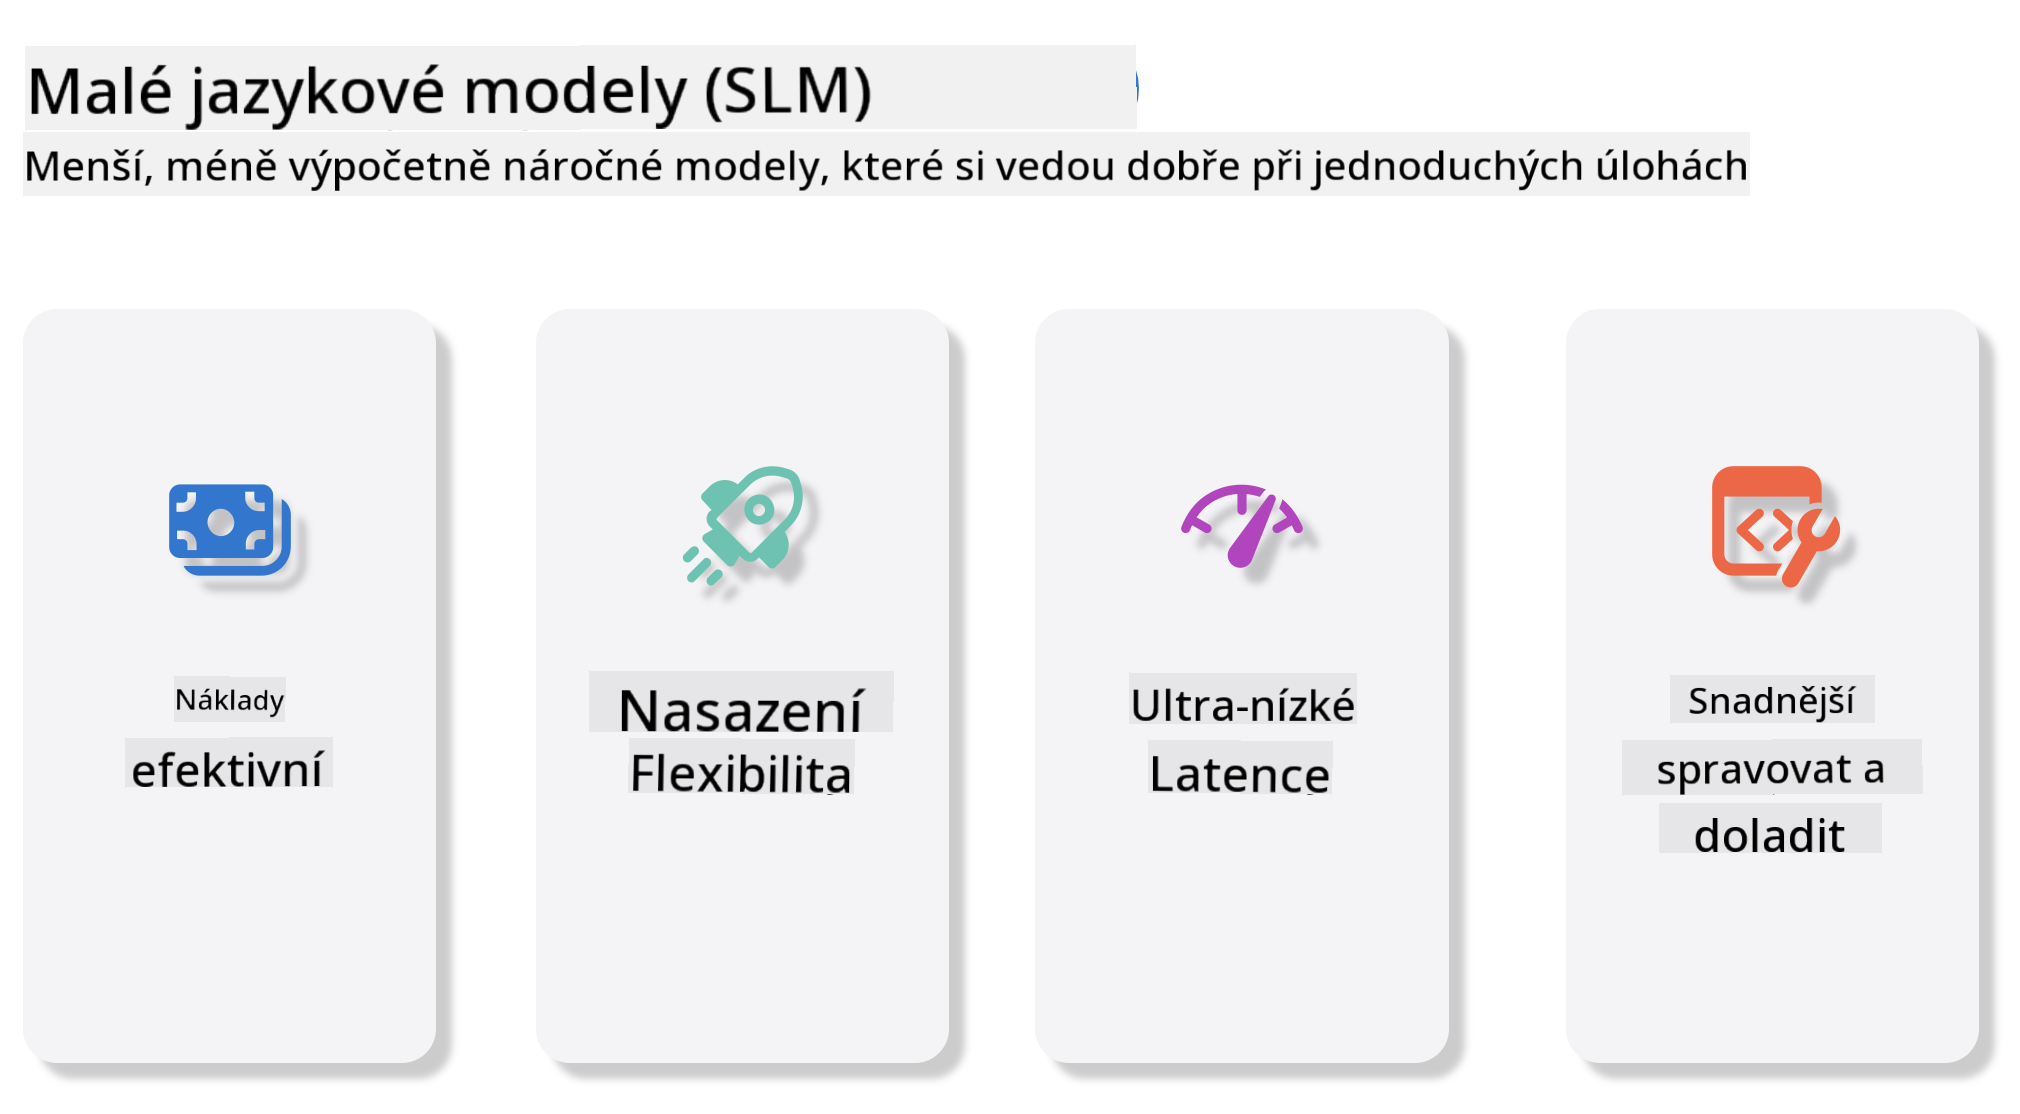 Malé jazykové modely (SLM)
Menší, méně výpočetně náročné modely, které si vedou dobře při jednoduchých úlohách
Náklady
efektivní
Nasazení
Flexibilita
Ultra-nízké
Latence
Snadnější
spravovat a
doladit